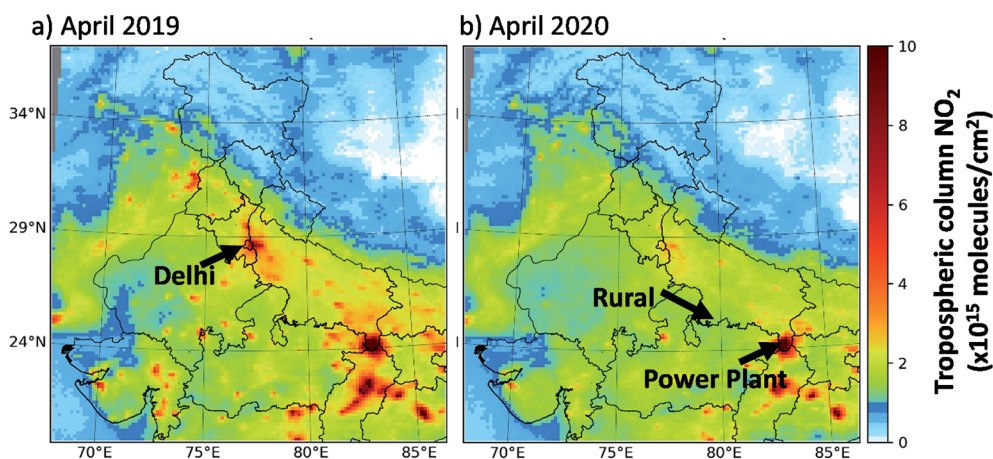 a) April 2019
b) April 2020
34°N
29°N
24°N
70°E
75°E
80°E
85°E
70°E
75°E
80°E
85°E
Delhi
Rural
Power Plant
10
8
6
4
2
0
Tropospheric column NO₂
(x10¹⁵ molecules/cm²)